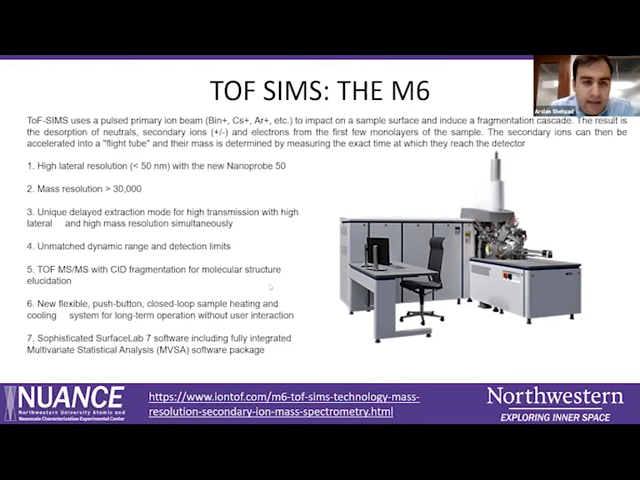 TOF SIMS: THE M6
Arslan Shehzad
ToF-SIMS uses a pulsed primary ion beam (Bin+, Cs+, Ar+, etc.) to impact on a sample surface and induce a fragmentation cascade. The result is
the desorption of neutrals, secondary ions (+/-) and electrons from the first few monolayers of the sample. The secondary ions can then be
accelerated into a "flight tube" and their mass is determined by measuring the exact time at which they reach the detector
1. High lateral resolution (< 50 nm) with the new Nanoprobe 50
2. Mass resolution > 30,000
3. Unique delayed extraction mode for high transmission with high
lateral and high mass resolution simultaneously
4. Unmatched dynamic range and detection limits
5. TOF MS/MS with CID fragmentation for molecular structure
elucidation
6. New flexible, push-button, closed-loop sample heating and
cooling system for long-term operation without user interaction
7. Sophisticated SurfaceLab 7 software including fully integrated
Multivariate Statistical Analysis (MVSA) software package
NUANCE
Northwestern University Atomic and
Nanoscale Characterization Experimental Center
https://www.iontof.com/m6-tof-sims-technology-mass-
resolution-secondary-ion-mass-spectrometry.html
Northwestern
EXPLORING INNER SPACE